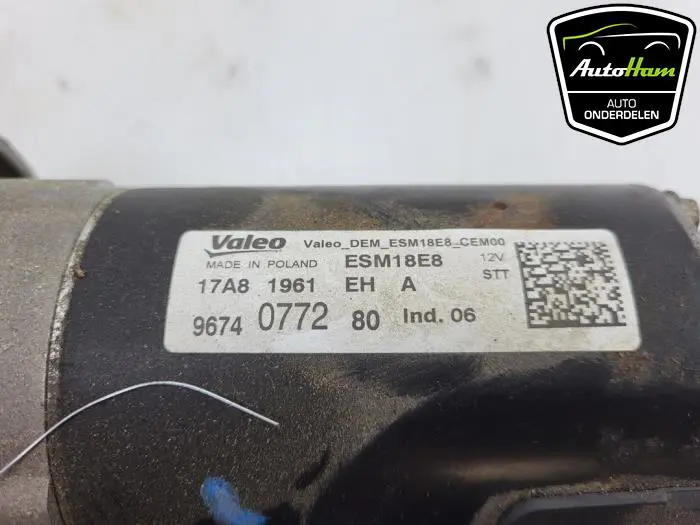 AutoHam
AUTO
ONDERDELEN
Valeo Valeo_DEM_ESM18E8_CEM00
MADE IN POLAND ESM18E8 12V
17A8 1961 EH A STT
9674 0772 80 Ind. 06